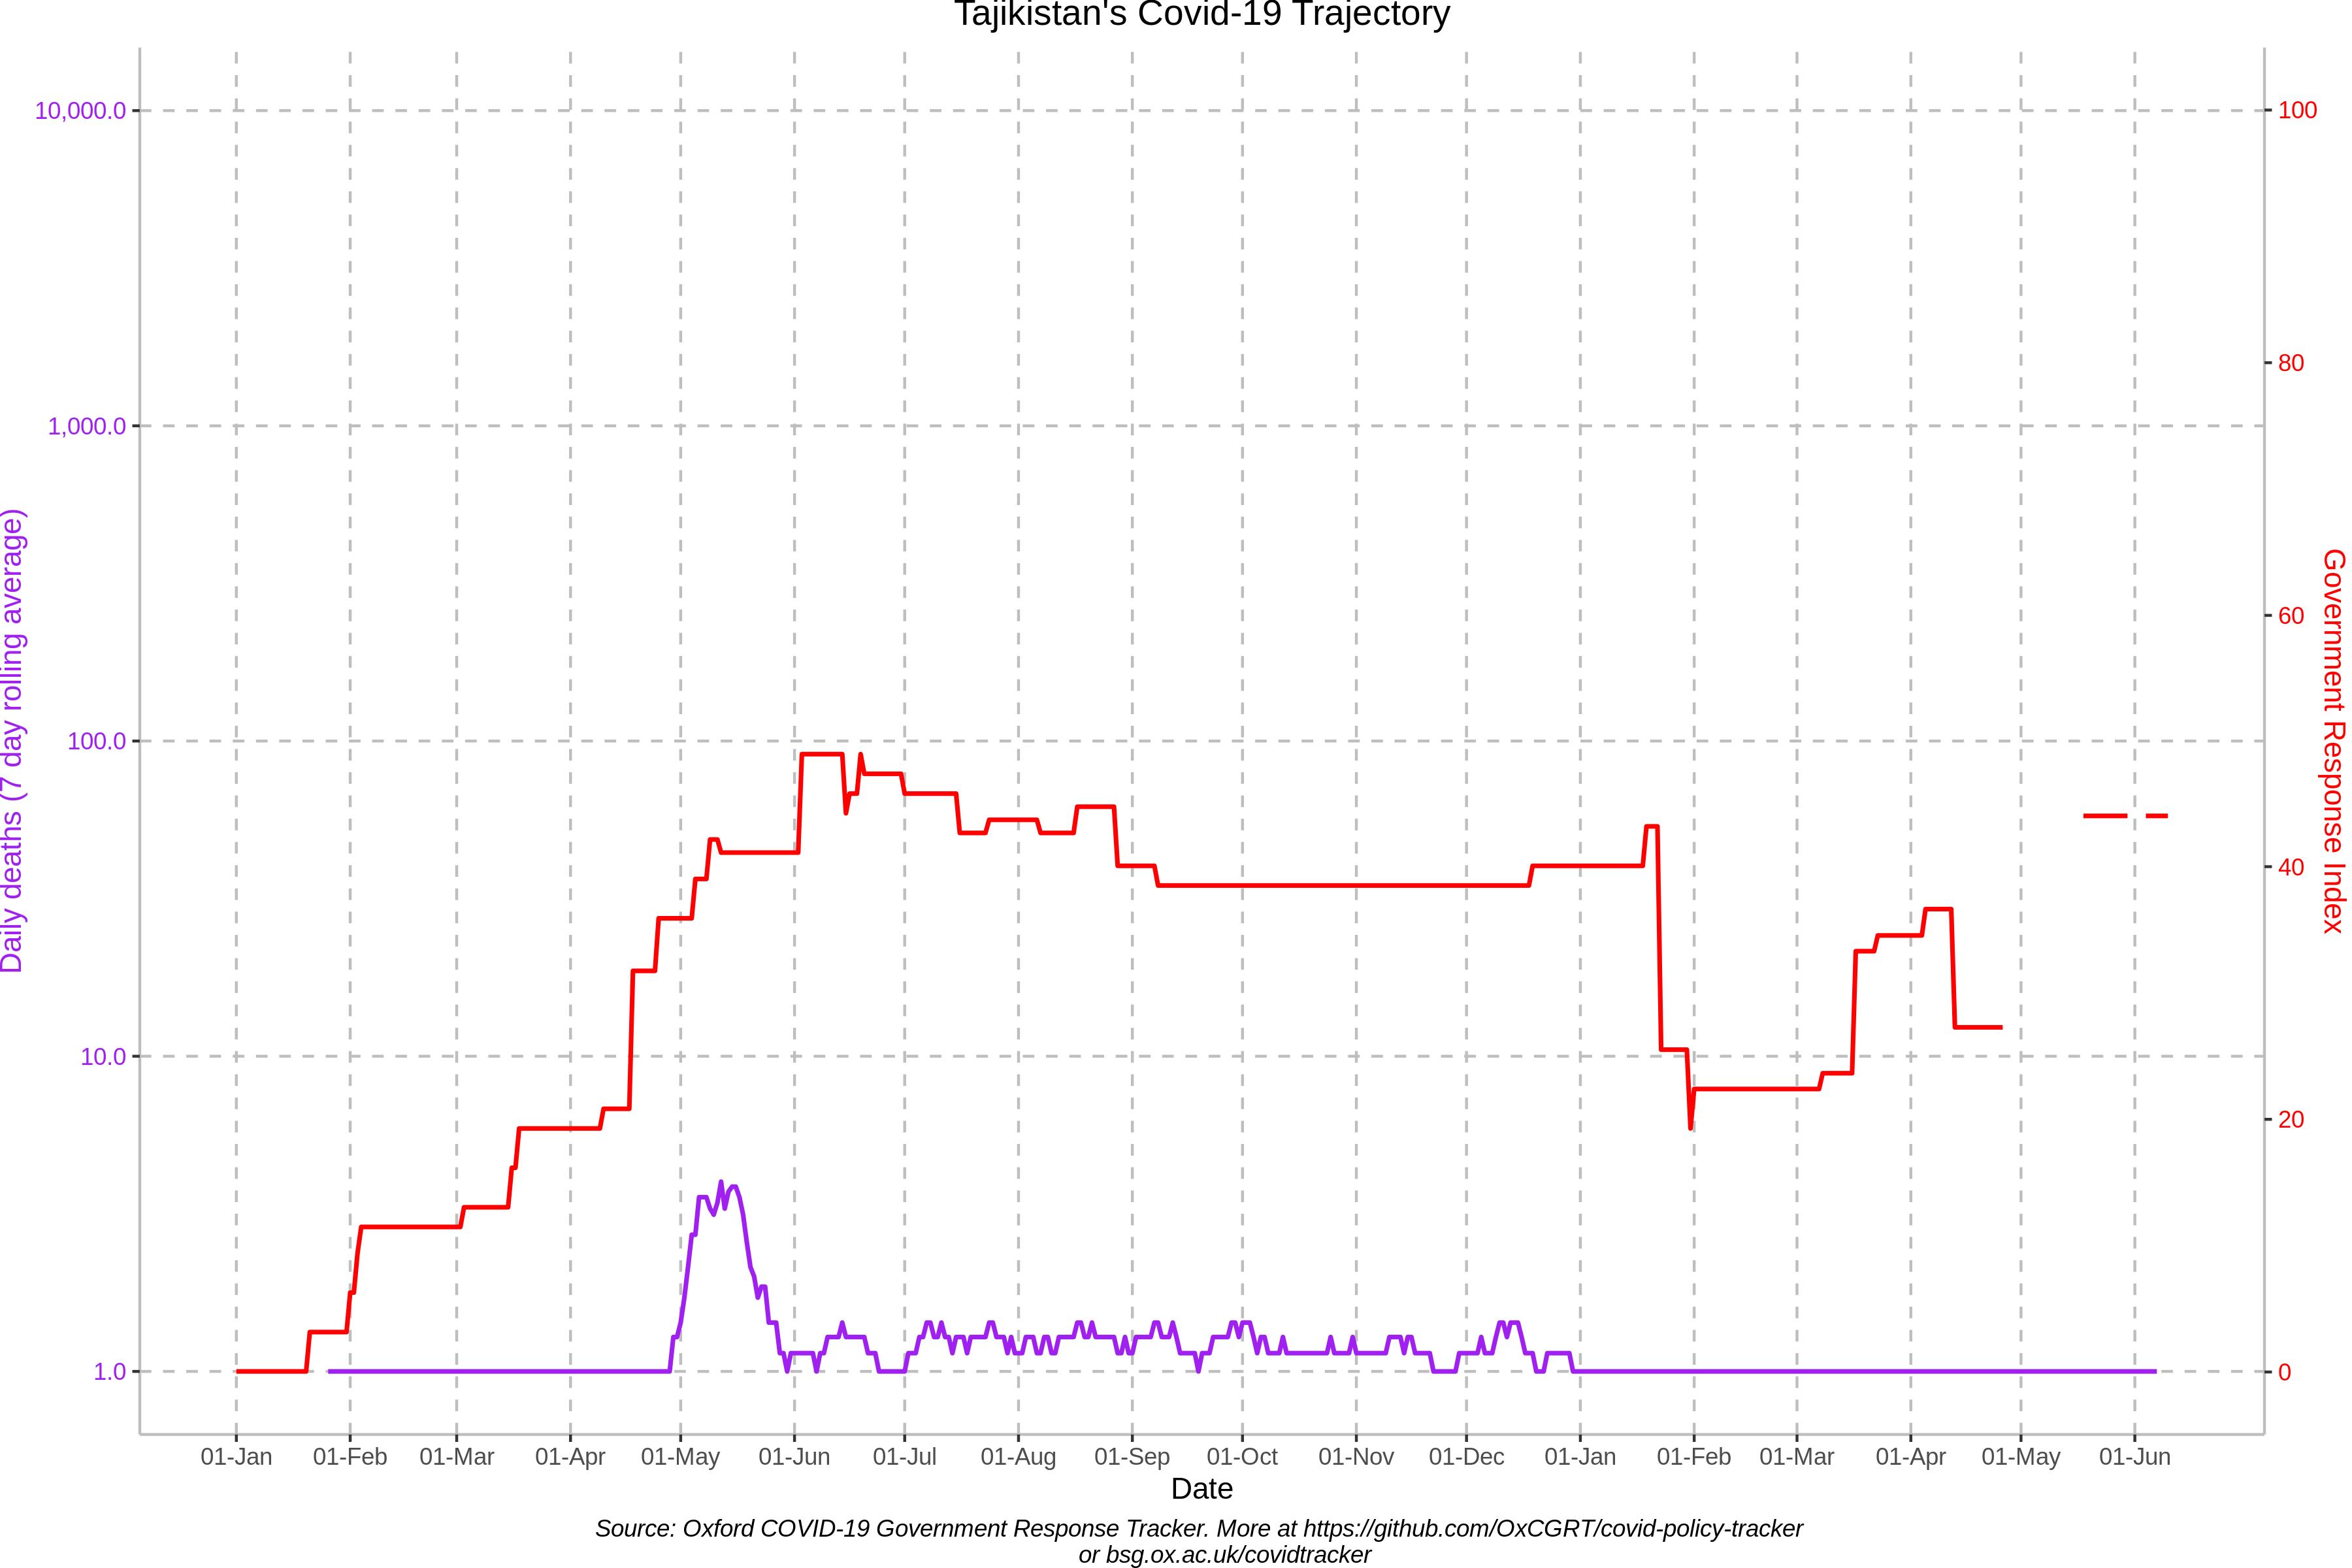 Tajikistan's Covid-19 Trajectory
10,000.0
1,000.0
100.0
10.0
1.0
Daily deaths (7 day rolling average)
100
80
60
40
20
0
Government Response Index
01-Jan 01-Feb 01-Mar 01-Apr 01-May 01-Jun 01-Jul 01-Aug 01-Sep 01-Oct 01-Nov 01-Dec 01-Jan 01-Feb 01-Mar 01-Apr 01-May 01-Jun
Date
Source: Oxford COVID-19 Government Response Tracker. More at https://github.com/OxCGRT/covid-policy-tracker
or bsg.ox.ac.uk/covidtracker